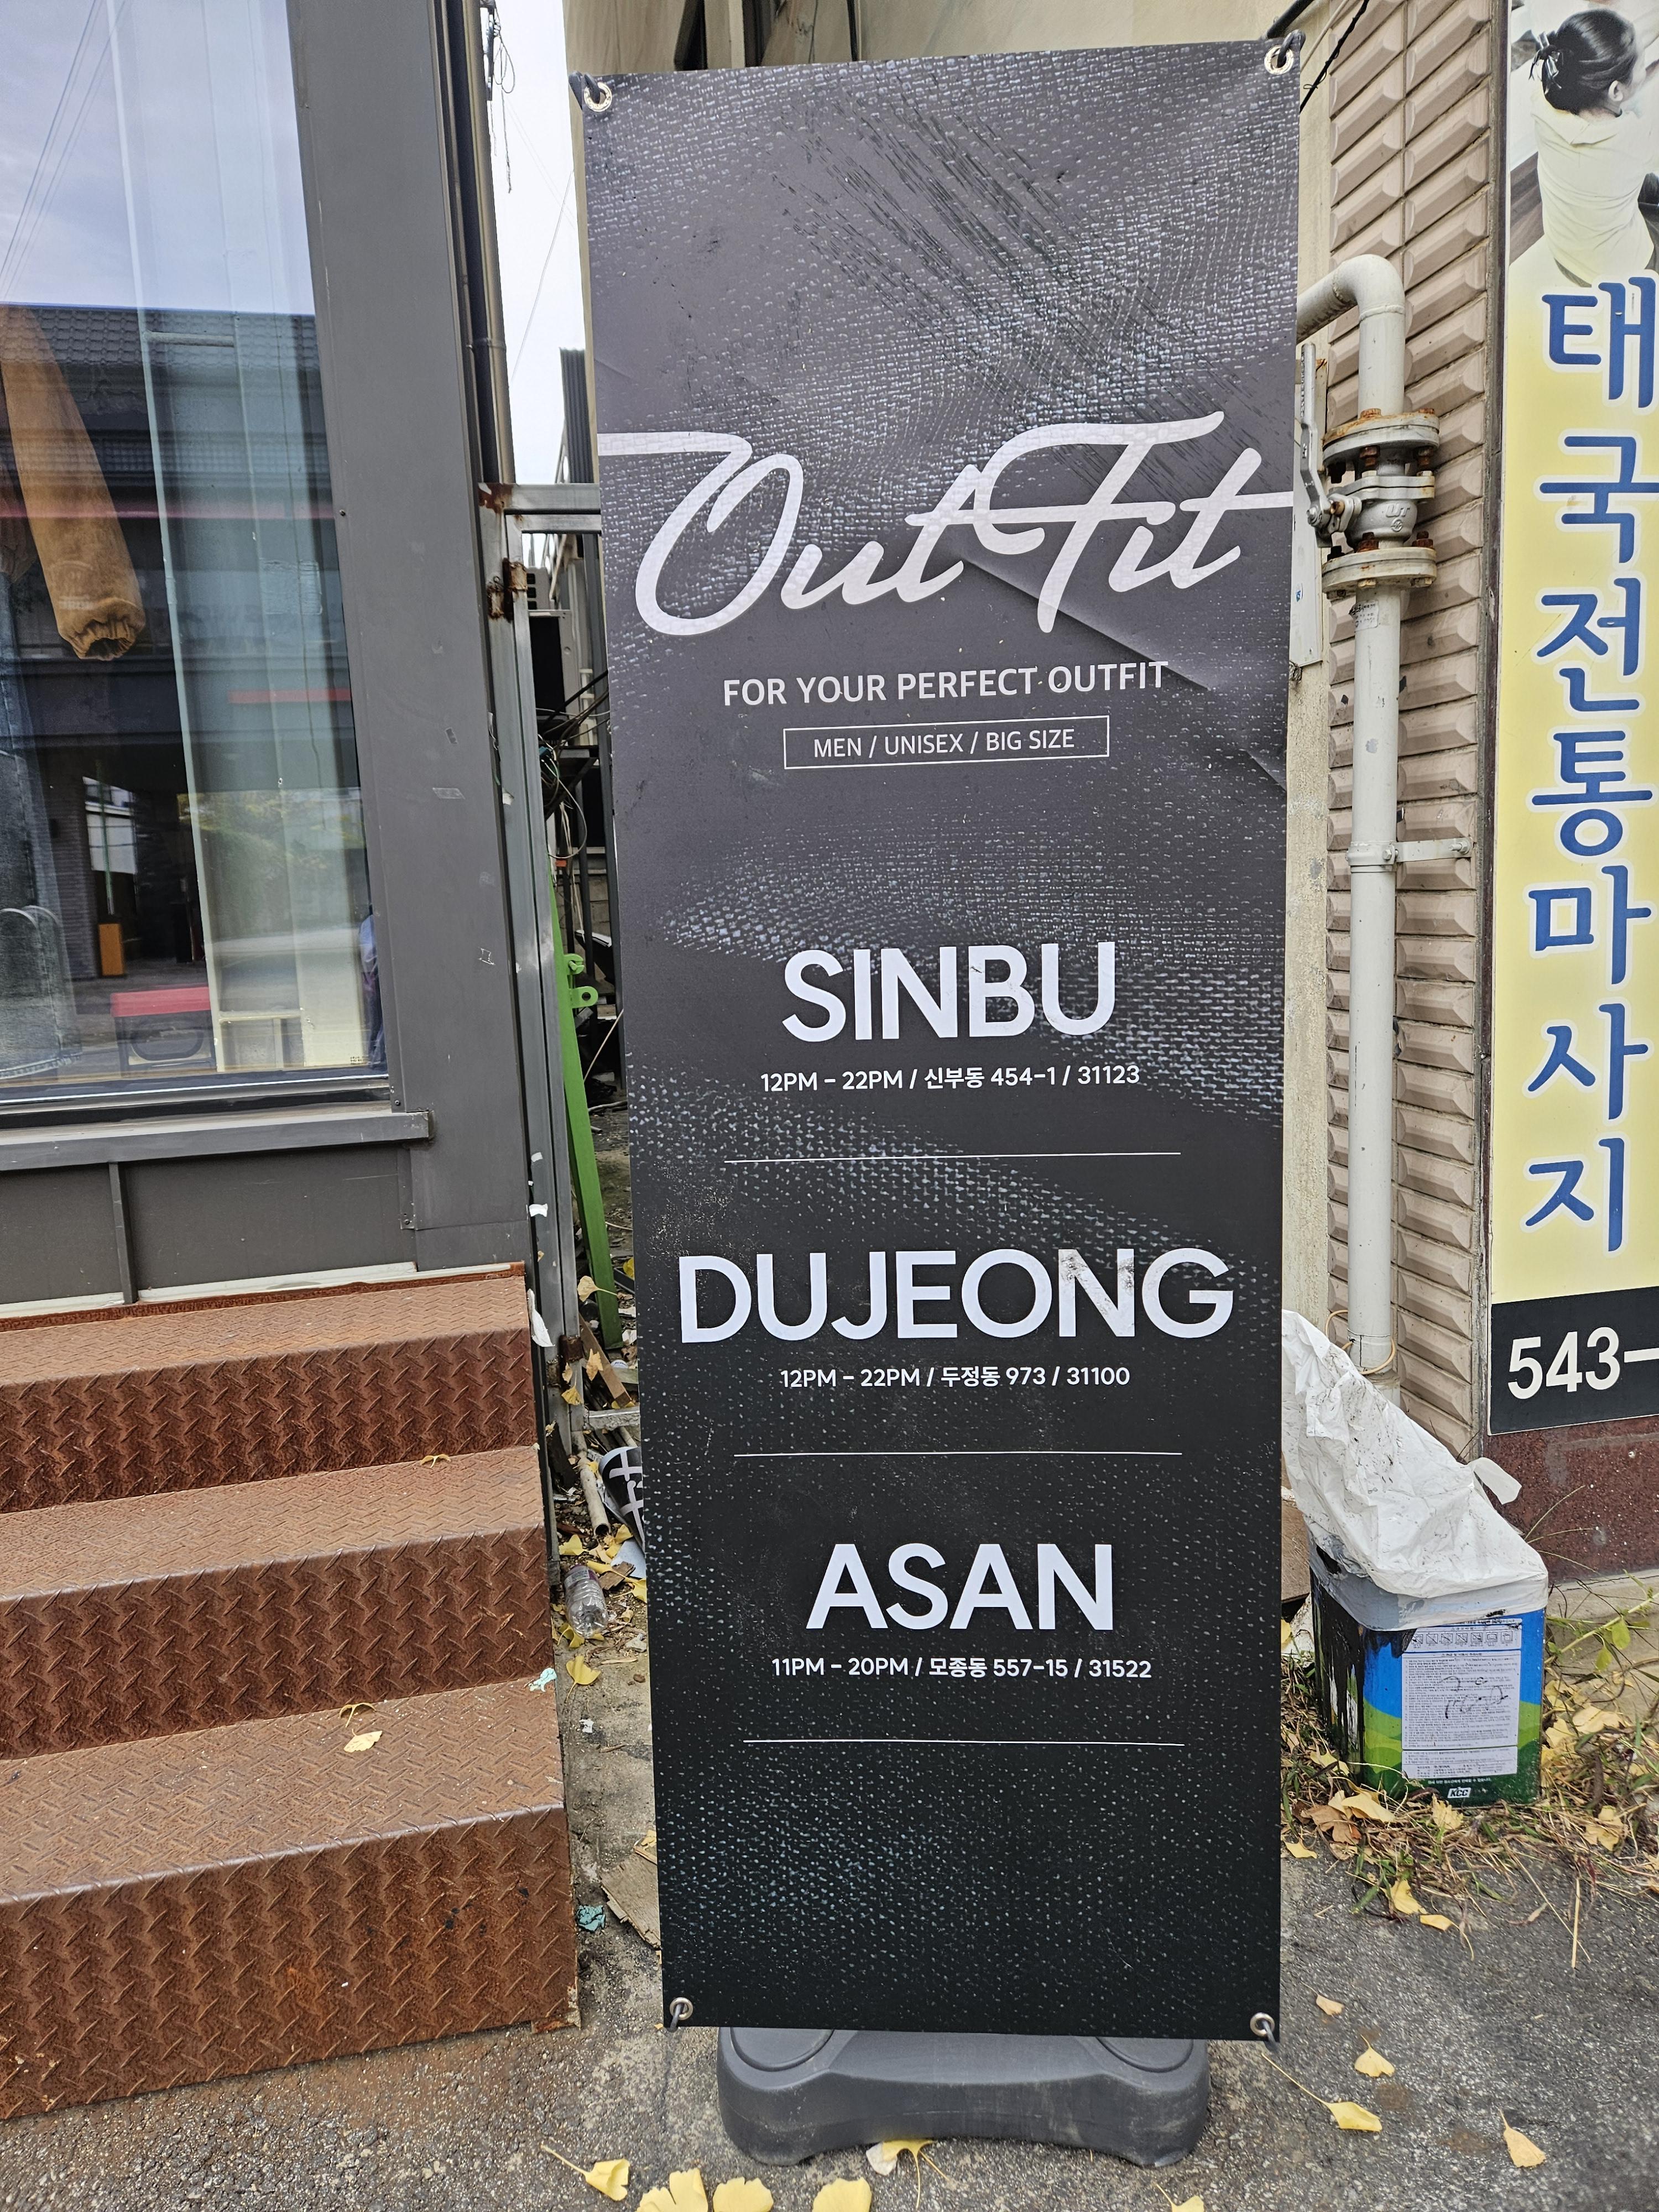 OutFit
FOR YOUR PERFECT OUTFIT
MEN / UNISEX / BIG SIZE
SINBU
12PM - 22PM / 신부동 454-1 / 31123
DUJEONG
12PM - 22PM / 두정동 973 / 31100
ASAN
11PM - 20PM / 모종동 557-15 / 31522
태국전통마사지
543-
KCC